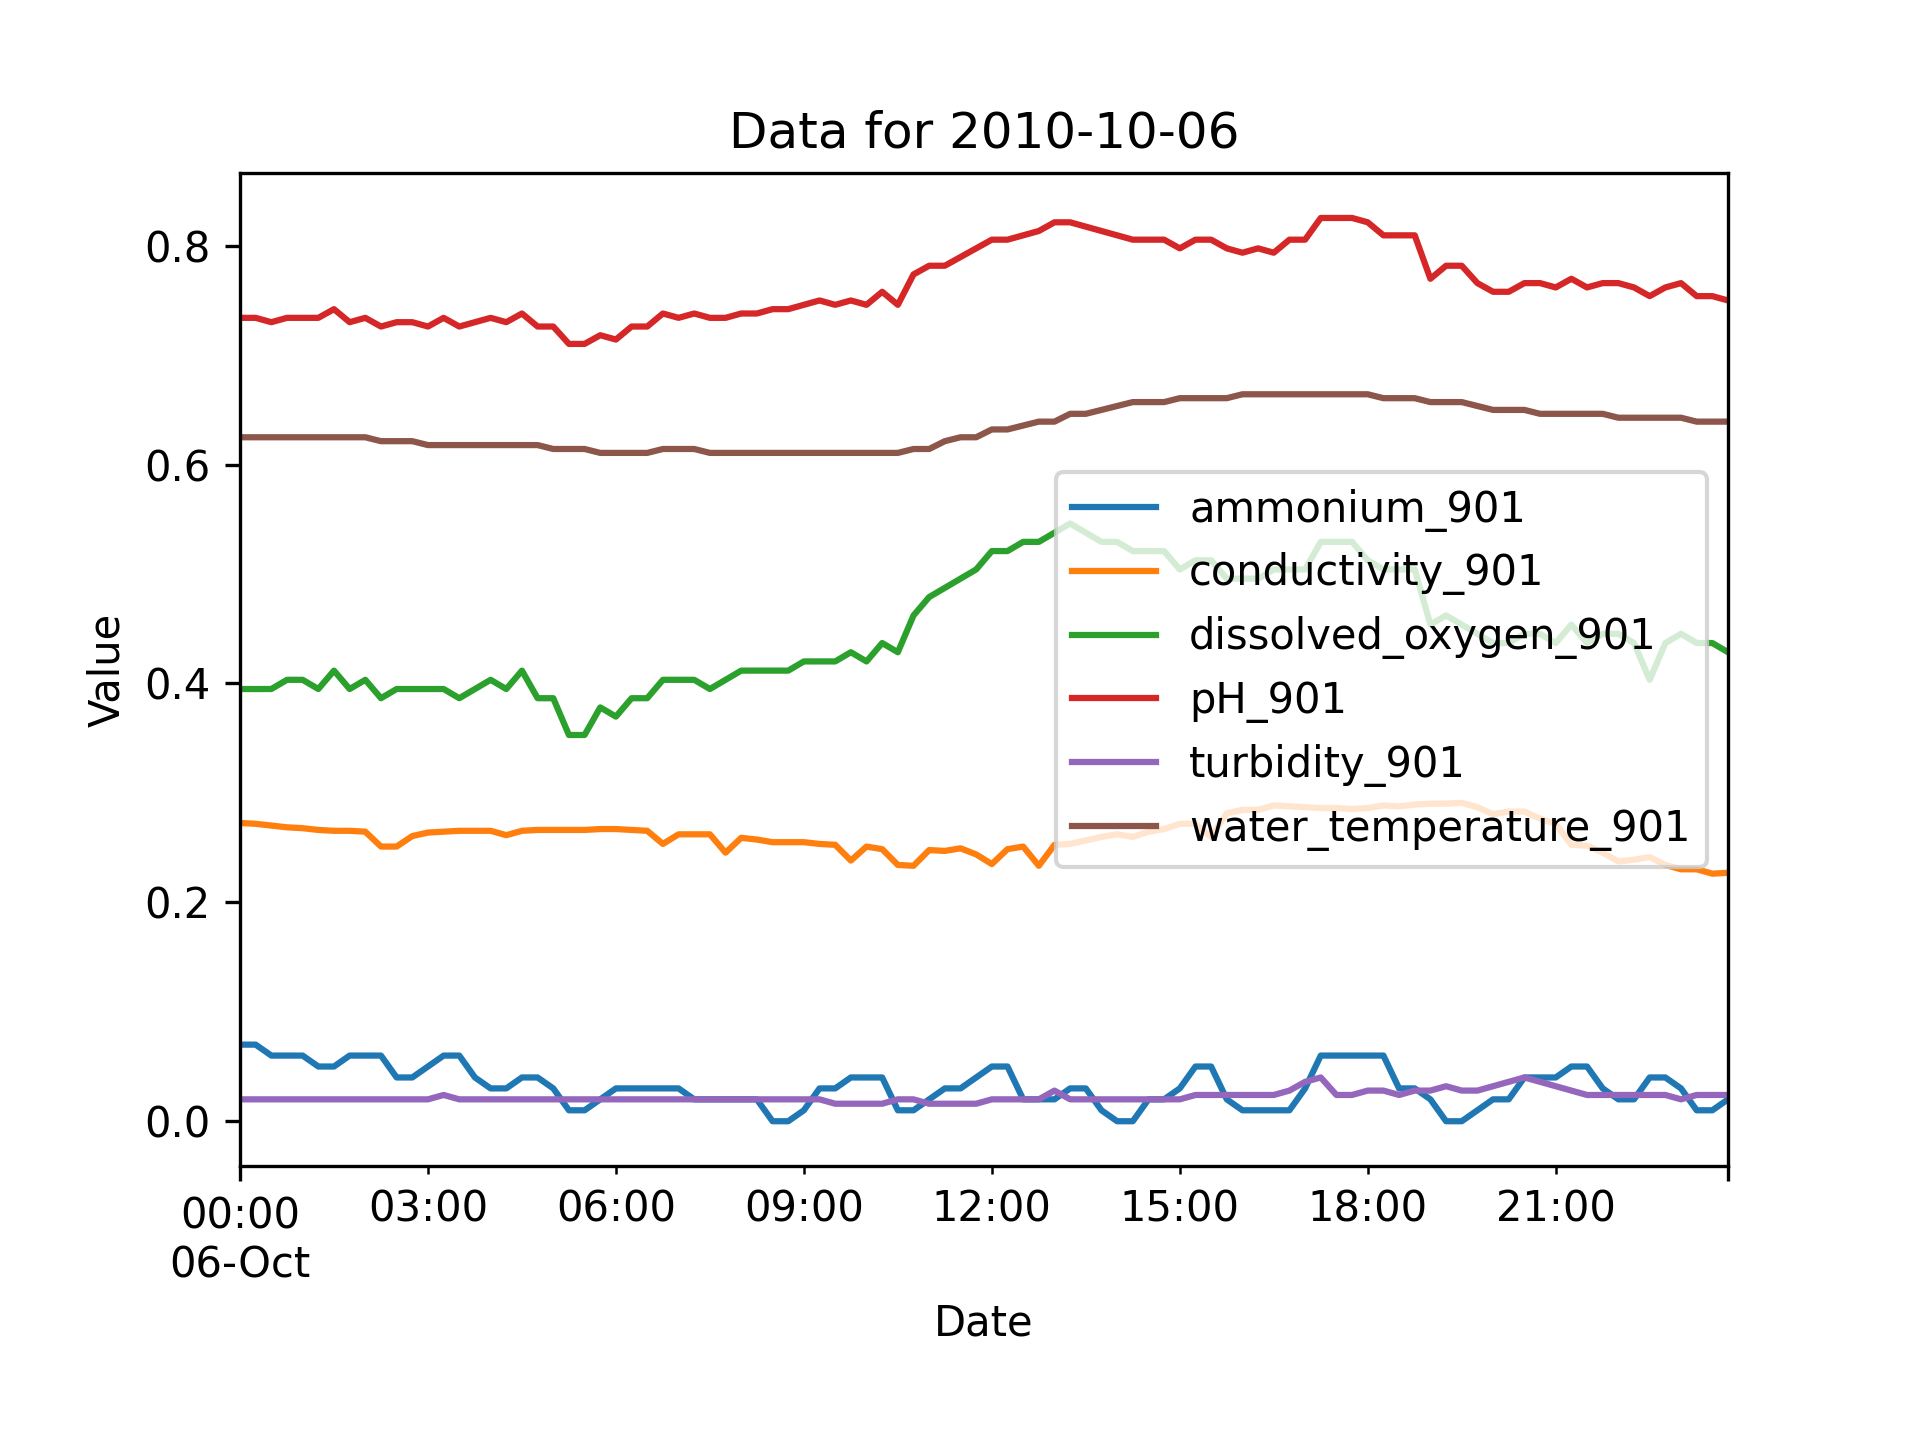 Data for 2010-10-06
Value
0.8
0.6
0.4
0.2
0.0
ammonium_901
conductivity_901
dissolved_oxygen_901
pH_901
turbidity_901
water_temperature_901
00:00 03:00 06:00 09:00 12:00 15:00 18:00 21:00
06-Oct
Date